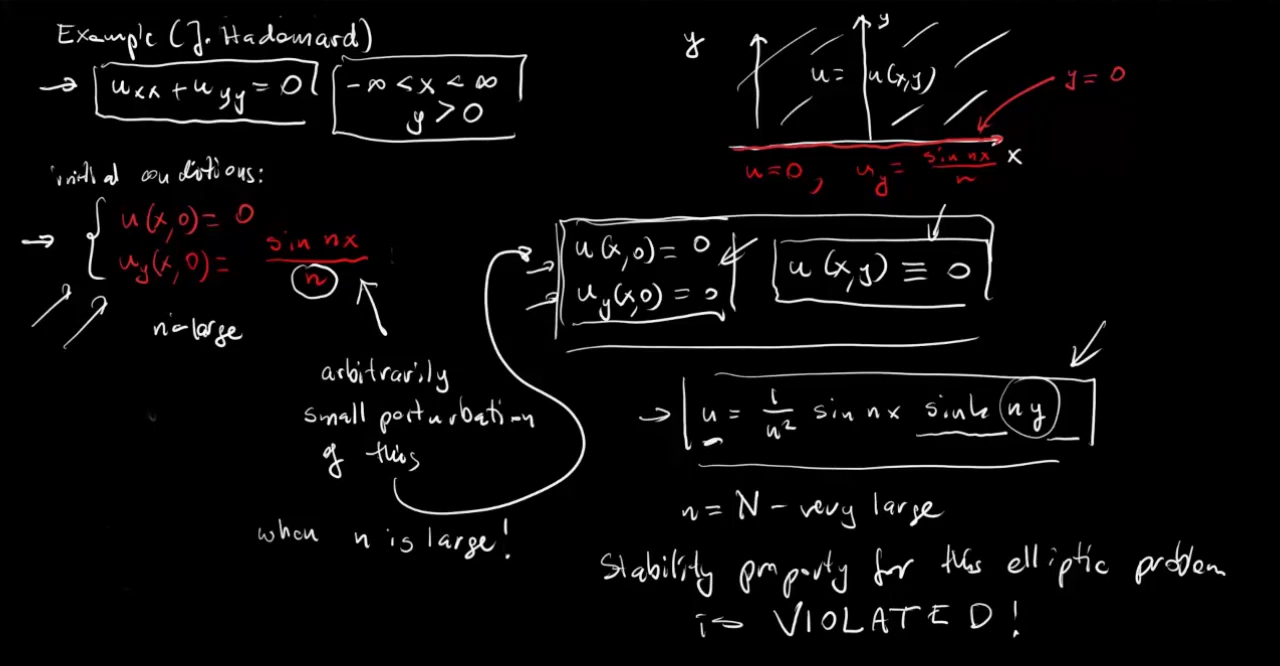 Example (J. Hadamard)
u_xx + u_yy = 0
-∞ < x < ∞
y > 0
initial conditions:
u(x,0) = 0
u_y(x,0) = sin nx / n
n-large
arbitrarily
small porturbation
of this
when n is large!
y
y
u = u(x,y)
y = 0
x
u=0, u_y = sin nx / n
u(x,0) = 0
u_y(x,0) = 0
u(x,y) ≡ 0
u = 1/n² sin nx sinh ny
n = N - very large
Stability property for this elliptic problem
is VIOLATED!